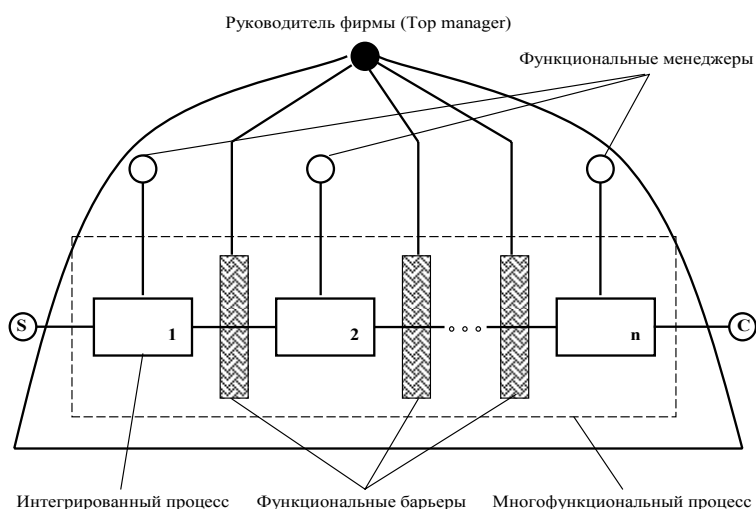 Руководитель фирмы (Top manager)
Функциональные менеджеры
S
1
2
n
C
Интегрированный процесс
Функциональные барьеры
Многофункциональный процесс